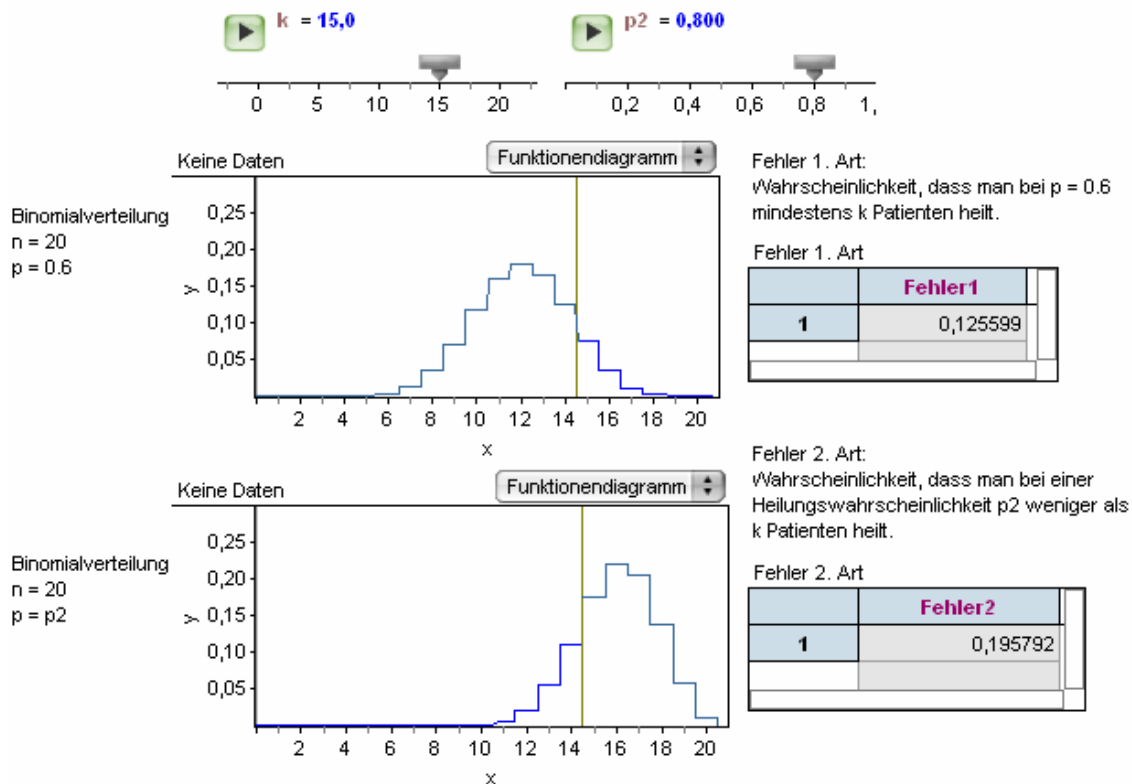 k = 15,0
p2 = 0,800
0 5 10 15 20
0,2 0,4 0,6 0,8 1,
Keine Daten
Funktionendiagramm
Binomialverteilung
n = 20
p = 0.6
y
0,25
0,20
0,15
0,10
0,05
2 4 6 8 10 12 14 16 18 20
x
Fehler 1. Art:
Wahrscheinlichkeit, dass man bei p = 0.6
mindestens k Patienten heilt.
Fehler 1. Art
Fehler1
1 0,125599
Keine Daten
Funktionendiagramm
Binomialverteilung
n = 20
p = p2
y
0,25
0,20
0,15
0,10
0,05
2 4 6 8 10 12 14 16 18 20
x
Fehler 2. Art:
Wahrscheinlichkeit, dass man bei einer
Heilungswahrscheinlichkeit p2 weniger als
k Patienten heilt.
Fehler 2. Art
Fehler2
1 0,195792